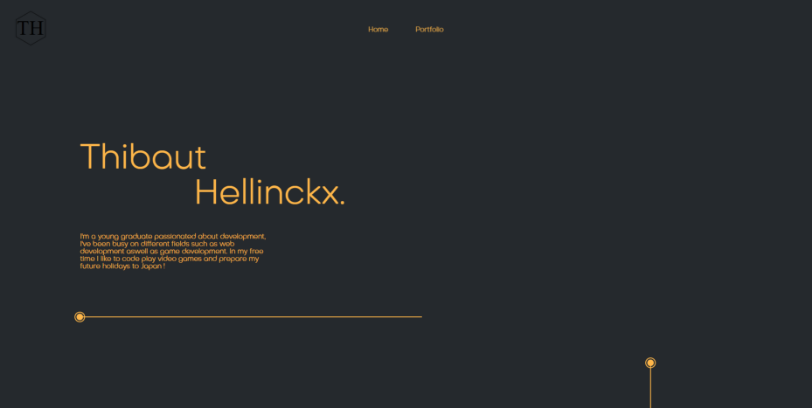 TH
Home
Portfolio
Thibaut
Hellinckx.
I'm a young graduate passionated about development,
I've been busy on different fields such as web
development aswell as game development. In my free
time I like to code play video games and prepare my
future holidays to Japan !